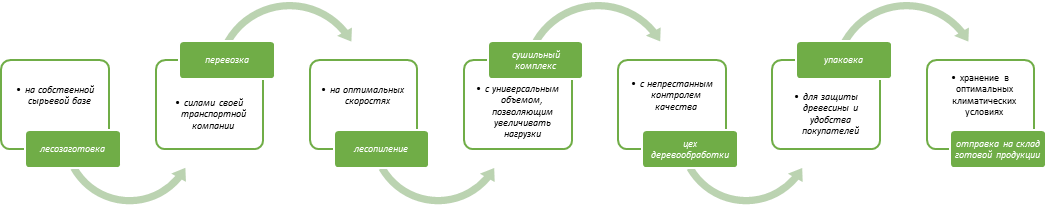 • на собственной
сырьевой базе
лесозаготовка
перевозка
• силами своей
транспортной
компании
• на оптимальных
скоростях
лесопиление
сушильный
комплекс
• с универсальным
объемом,
позволяющим
увеличивать
нагрузки
• с непрестанным
контролем
качества
цех
деревообработки
упаковка
• для защиты
древесины и
удобства
покупателей
• хранение в
оптимальных
климатических
условиях
отправка на склад
готовой продукции